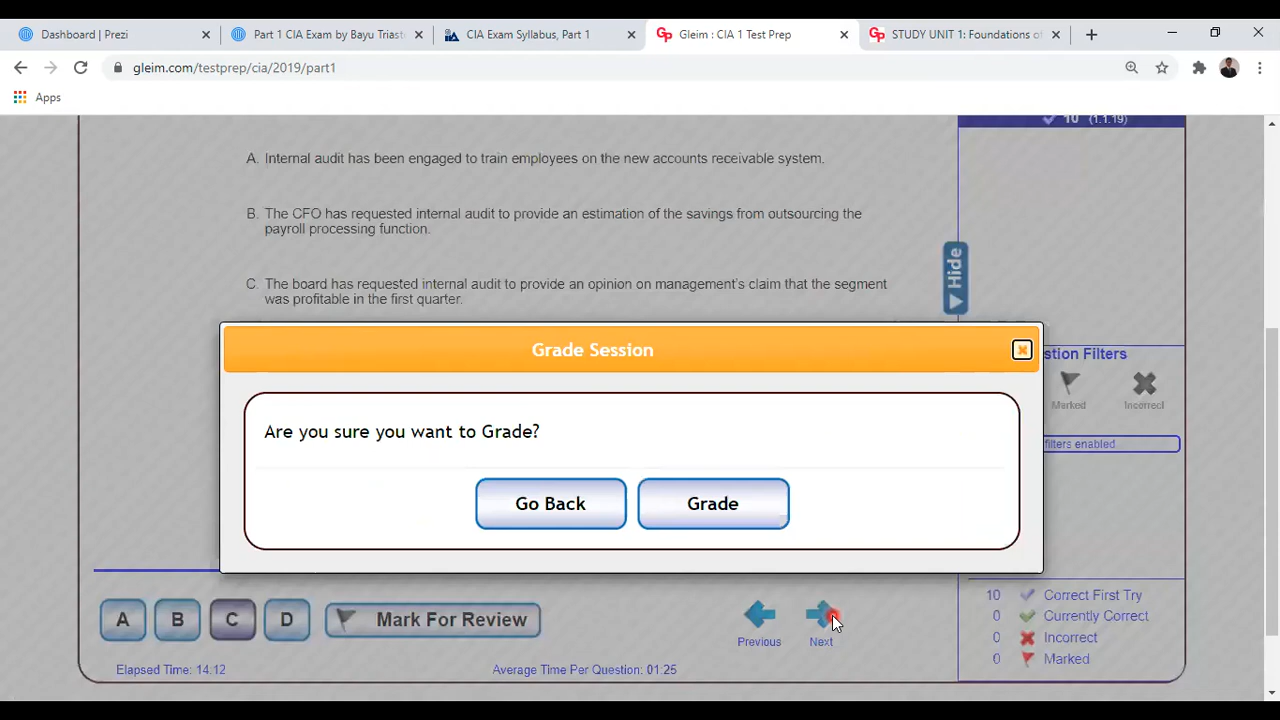 Dashboard | Prezi
Part 1 CIA Exam by Bayu Triast
CIA Exam Syllabus, Part 1
Gleim : CIA 1 Test Prep
STUDY UNIT 1: Foundations of
gleim.com/testprep/cia/2019/part1
Apps
10 (1.1.19)
A. Internal audit has been engaged to train employees on the new accounts receivable system.
B. The CFO has requested internal audit to provide an estimation of the savings from outsourcing the
payroll processing function.
C. The board has requested internal audit to provide an opinion on management's claim that the segment
was profitable in the first quarter.
Hide
Grade Session
stion Filters
Marked
Incorrect
filters enabled
Are you sure you want to Grade?
Go Back
Grade
A
B
C
D
Mark For Review
Previous
Next
10 Correct First Try
0 Currently Correct
0 Incorrect
0 Marked
Elapsed Time: 14:12
Average Time Per Question: 01:25